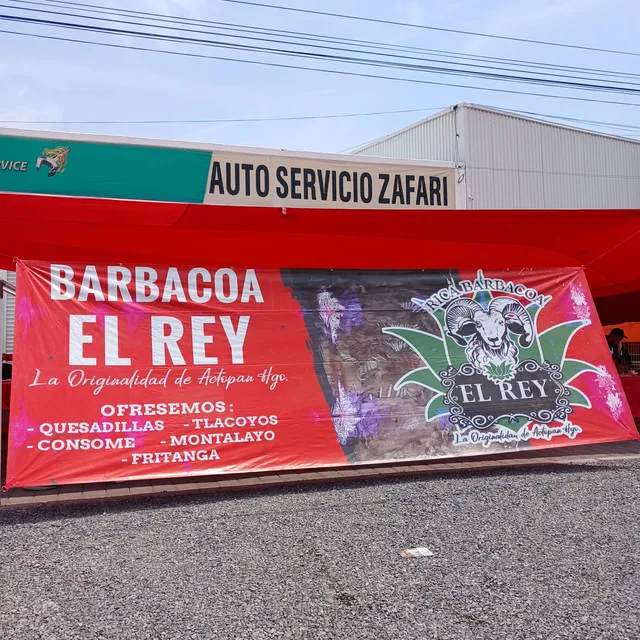 VICE
AUTO SERVICIO ZAFARI
BARBACOA
EL REY
La Originalidad de Actopan Hgo.
OFRESEMOS:
- QUESADILLAS - TLACOYOS
- CONSOME - MONTALAYO
- FRITANGA
RICA BARBACOA
EL REY
La Originalidan de Actopan Hgo.